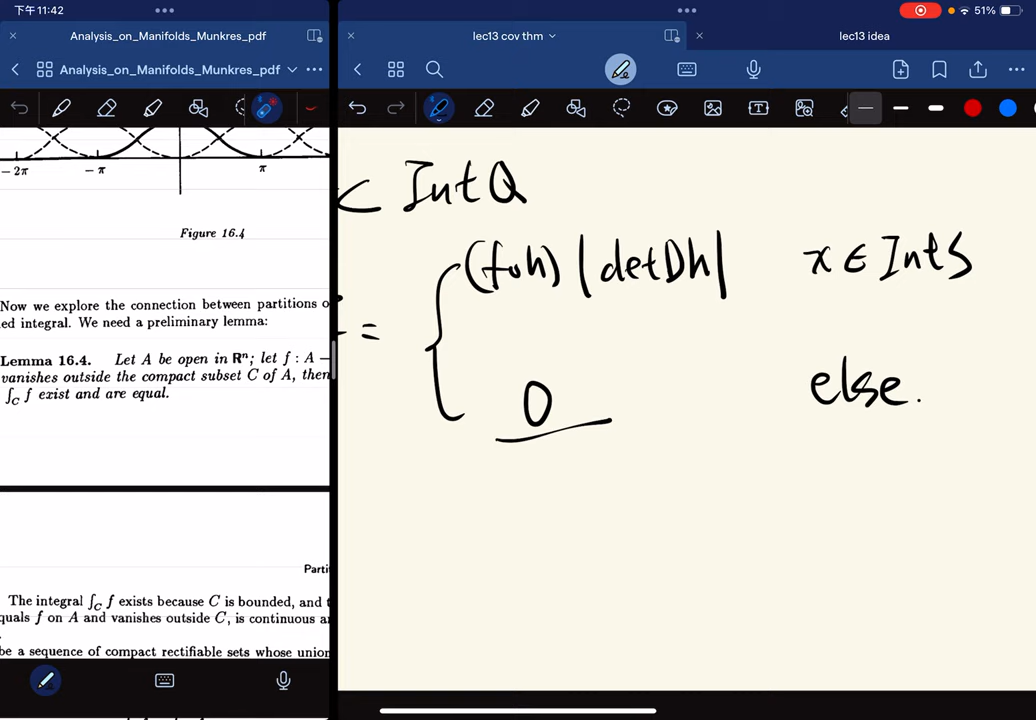 下午11:42
51%
Analysis_on_Manifolds_Munkres_pdf
lec13 cov thm
lec13 idea
Analysis_on_Manifolds_Munkres_pdf
-2π -π π
Figure 16.4
Now we explore the connection between partitions o
ed integral. We need a preliminary lemma:
Lemma 16.4. Let A be open in Rⁿ; let f : A –
vanishes outside the compact subset C of A, then
∫_C f exist and are equal.
Parti
The integral ∫_C f exists because C is bounded, and
quals f on A and vanishes outside C, is continuous a
be a sequence of compact rectifiable sets whose union
⊂ Int Q
= { (f∘h) |det Dh| x ∈ Int S
0 else.